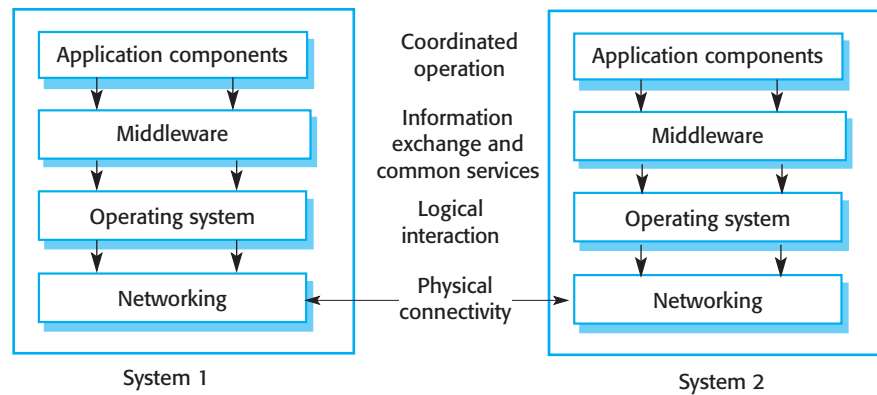 Application components
Middleware
Operating system
Networking
System 1
Coordinated
operation
Information
exchange and
common services
Logical
interaction
Physical
connectivity
Application components
Middleware
Operating system
Networking
System 2